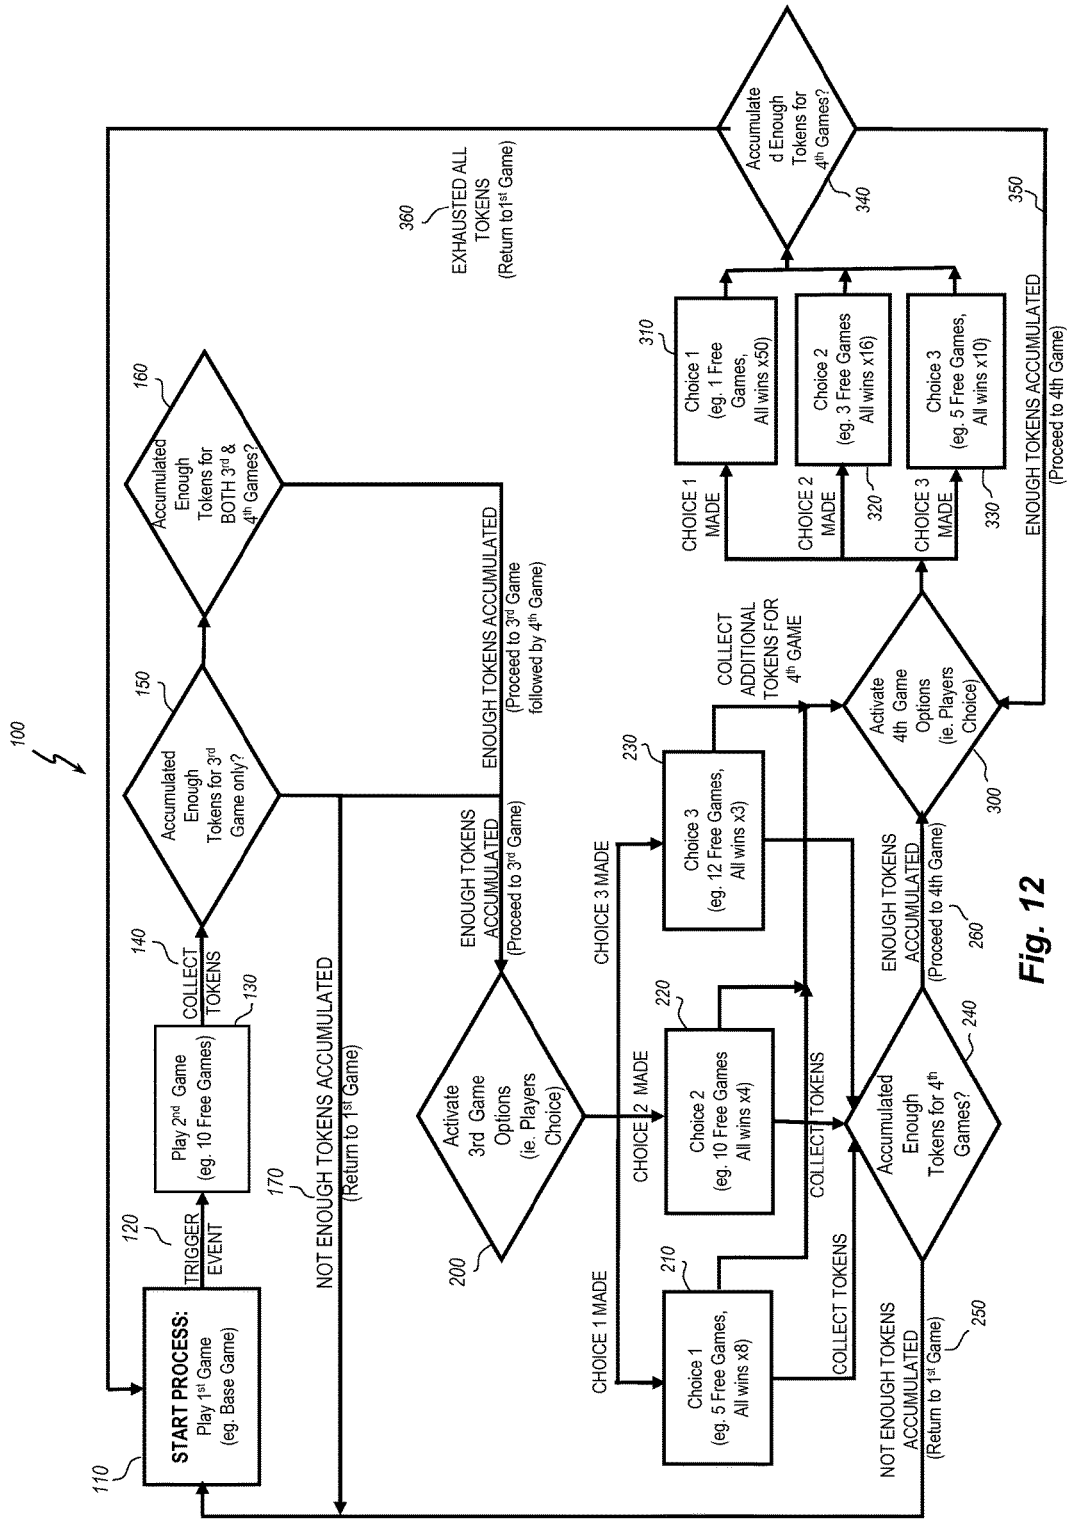 100
110
START PROCESS:
Play 1st Game
(eg. Base Game)
120
TRIGGER
EVENT
Play 2nd Game
(eg. 10 Free Games)
130
140
COLLECT
TOKENS
150
Accumulated
Enough
Tokens for 3rd
Game only?
160
Accumulated
Enough
Tokens for
BOTH 3rd &
4th Games?
170
NOT ENOUGH TOKENS ACCUMULATED
(Return to 1st Game)
ENOUGH TOKENS
ACCUMULATED
(Proceed to 3rd Game)
ENOUGH TOKENS ACCUMULATED
(Proceed to 3rd Game
followed by 4th Game)
360
EXHAUSTED ALL
TOKENS
(Return to1st Game)
200
Activate
3rd Game
Options
(ie. Players
Choice)
CHOICE 1 MADE
CHOICE 2 MADE
CHOICE 3 MADE
210
Choice 1
(eg. 5 Free Games,
All wins x8)
220
Choice 2
(eg. 10 Free Games
All wins x4)
230
Choice 3
(eg. 12 Free Games,
All wins x3)
COLLECT
ADDITIONAL
TOKENS FOR
4th GAME
COLLECT TOKENS
COLLECT TOKENS
240
Accumulated
Enough
Tokens for 4th
Games?
NOT ENOUGH TOKENS
ACCUMULATED
(Return to 1st Game)
250
ENOUGH TOKENS
ACCUMULATED
(Proceed to 4th Game)
260
Activate
4th Game
Options
(ie. Players
Choice)
300
CHOICE 1
MADE
CHOICE 2
MADE
CHOICE 3
MADE
310
Choice 1
(eg. 1 Free
Games,
All wins x50)
Choice 2
(eg. 3 Free Games
All wins x16)
320
Choice 3
(eg. 5 Free Games,
All wins x10)
330
Accumulate
d Enough
Tokens for
4th Games?
340
350
ENOUGH TOKENS ACCUMULATED
(Proceed to 4th Game)
Fig. 12